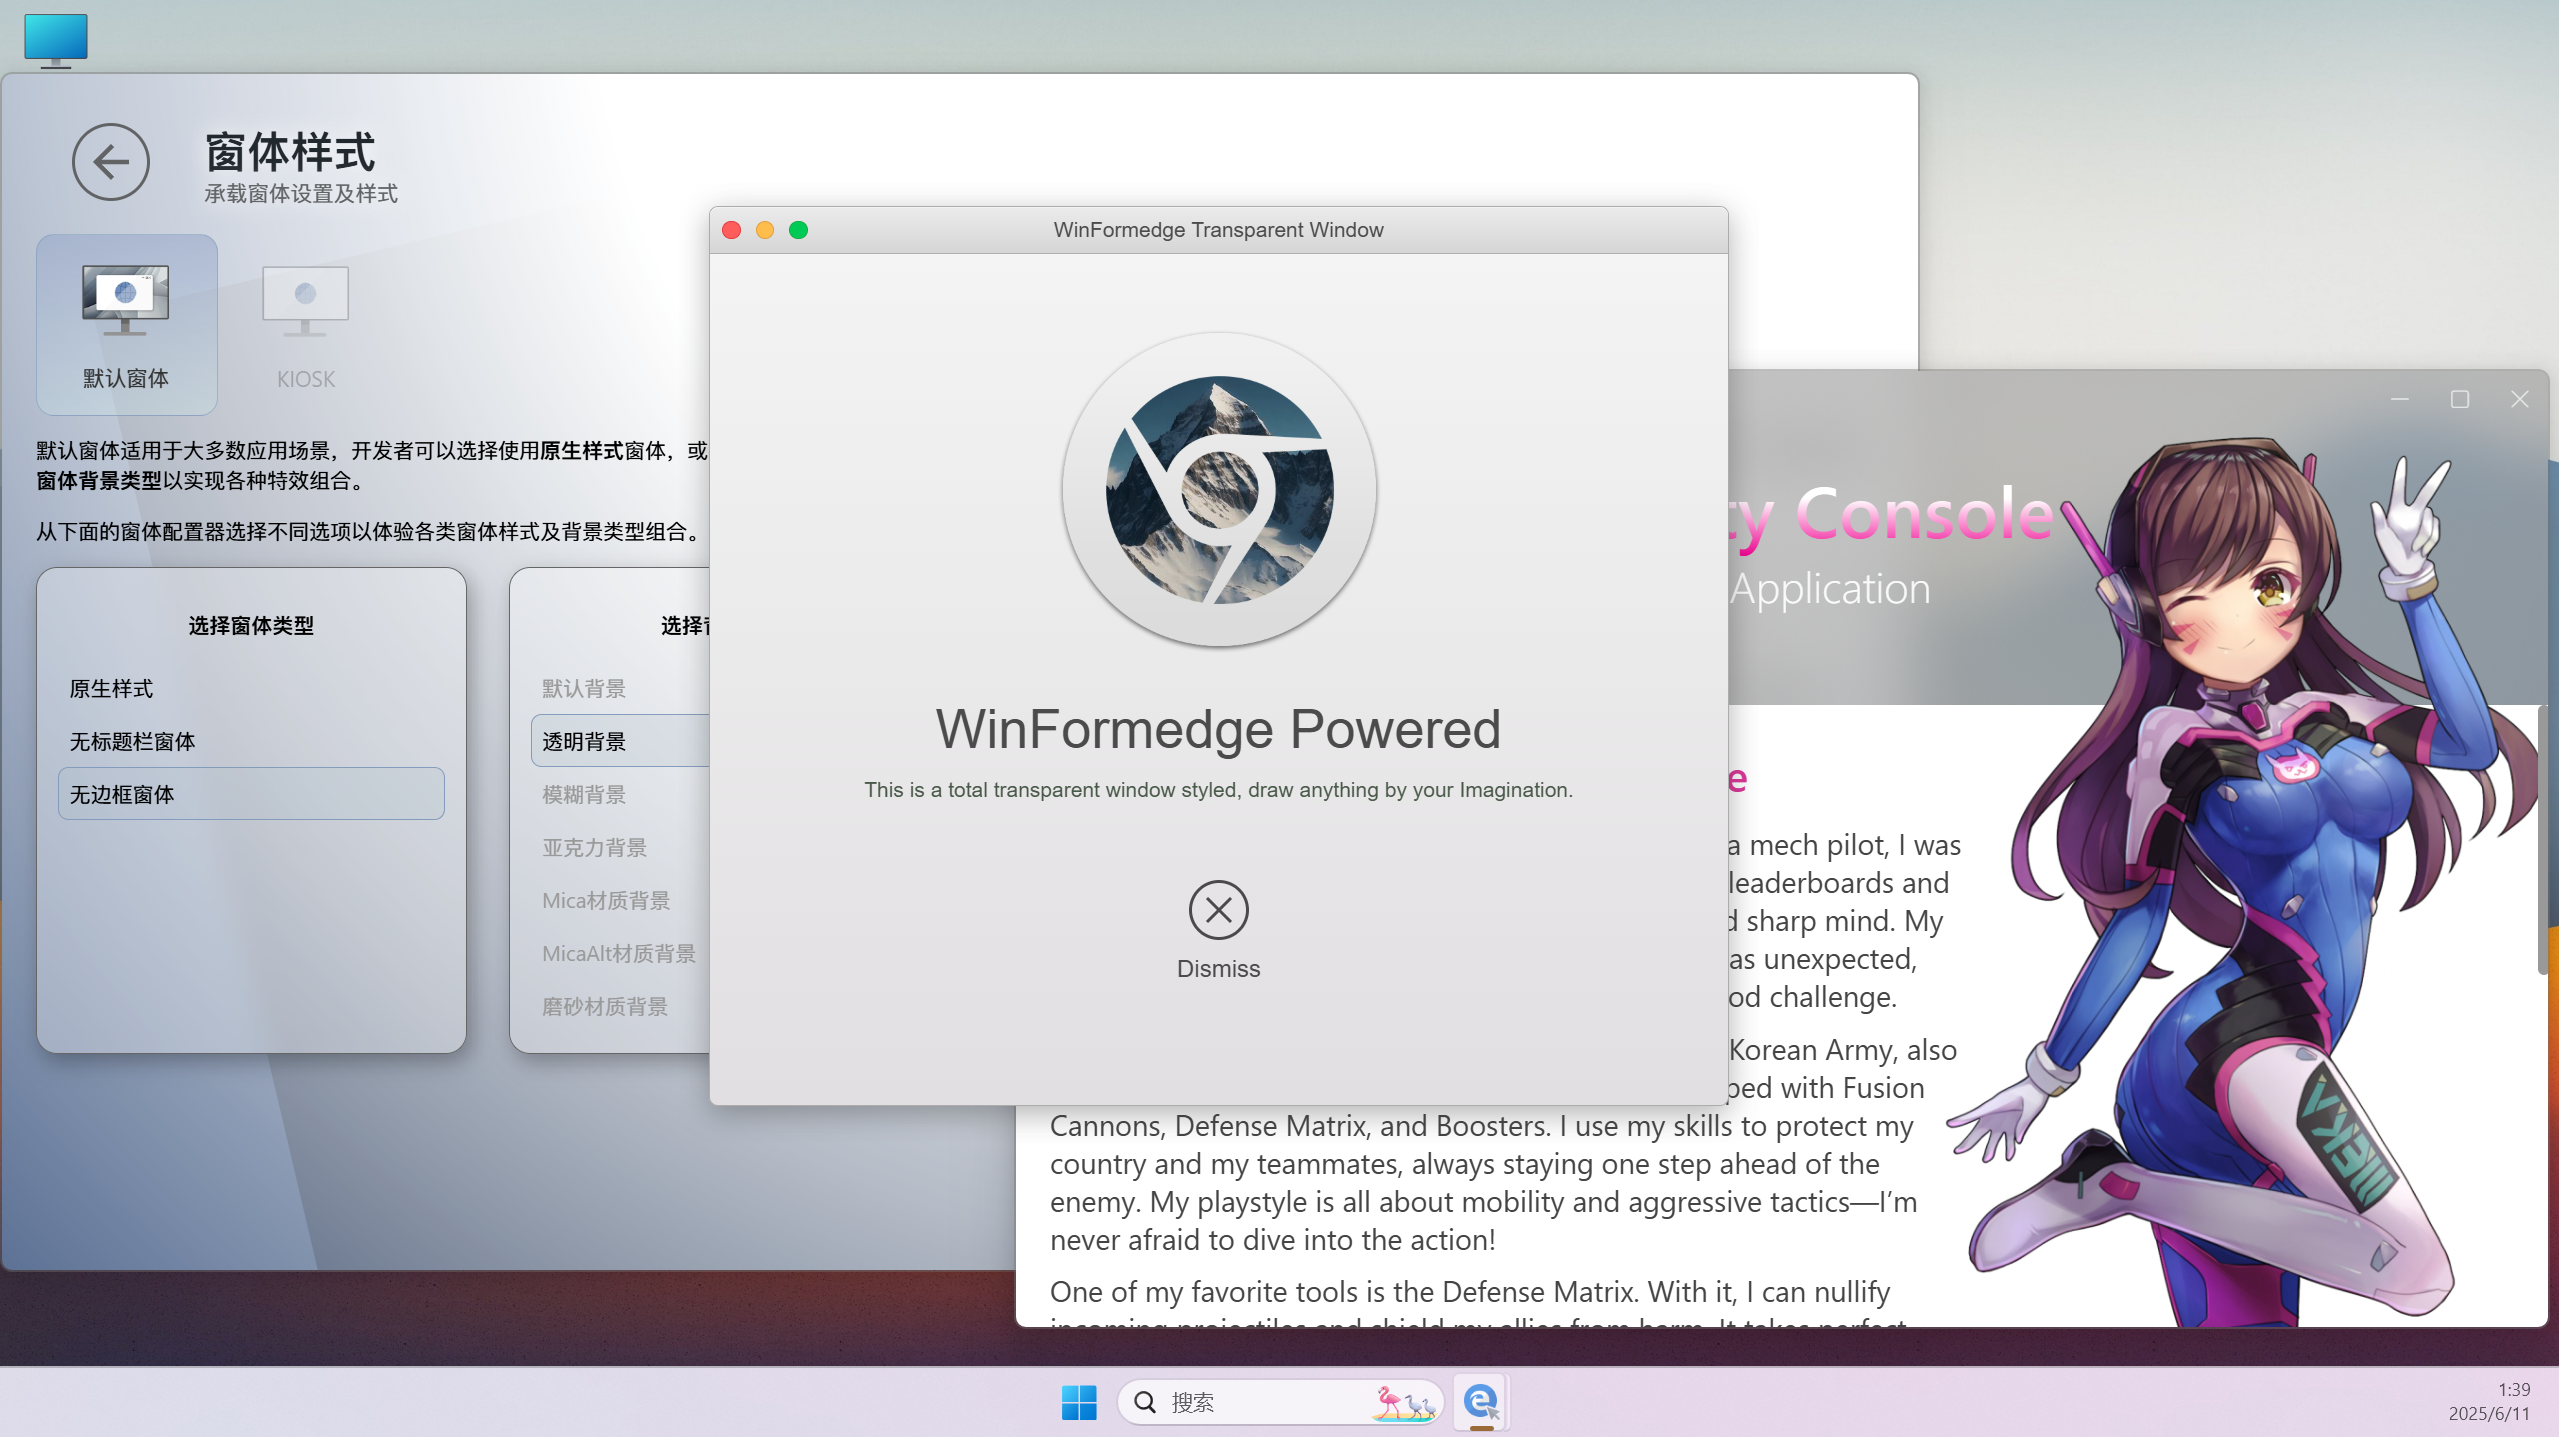 窗体样式
承载窗体设置及样式
默认窗体
KIOSK
默认窗体适用于大多数应用场景，开发者可以选择使用原生样式窗体，或
窗体背景类型以实现各种特效组合。
从下面的窗体配置器选择不同选项以体验各类窗体样式及背景类型组合。
选择窗体类型
原生样式
无标题栏窗体
无边框窗体
选择
默认背景
透明背景
模糊背景
亚克力背景
Mica材质背景
MicaAlt材质背景
磨砂材质背景
WinFormedge Transparent Window
WinFormedge Powered
This is a total transparent window styled, draw anything by your Imagination.
Dismiss
ty Console
Application
e
a mech pilot, I was
leaderboards and
d sharp mind. My
as unexpected,
od challenge.
Korean Army, also
ped with Fusion
Cannons, Defense Matrix, and Boosters. I use my skills to protect my
country and my teammates, always staying one step ahead of the
enemy. My playstyle is all about mobility and aggressive tactics—I’m
never afraid to dive into the action!
One of my favorite tools is the Defense Matrix. With it, I can nullify
incoming projectiles and shield my allies from harm. It takes perfect
MEKA
搜索
1:39
2025/6/11